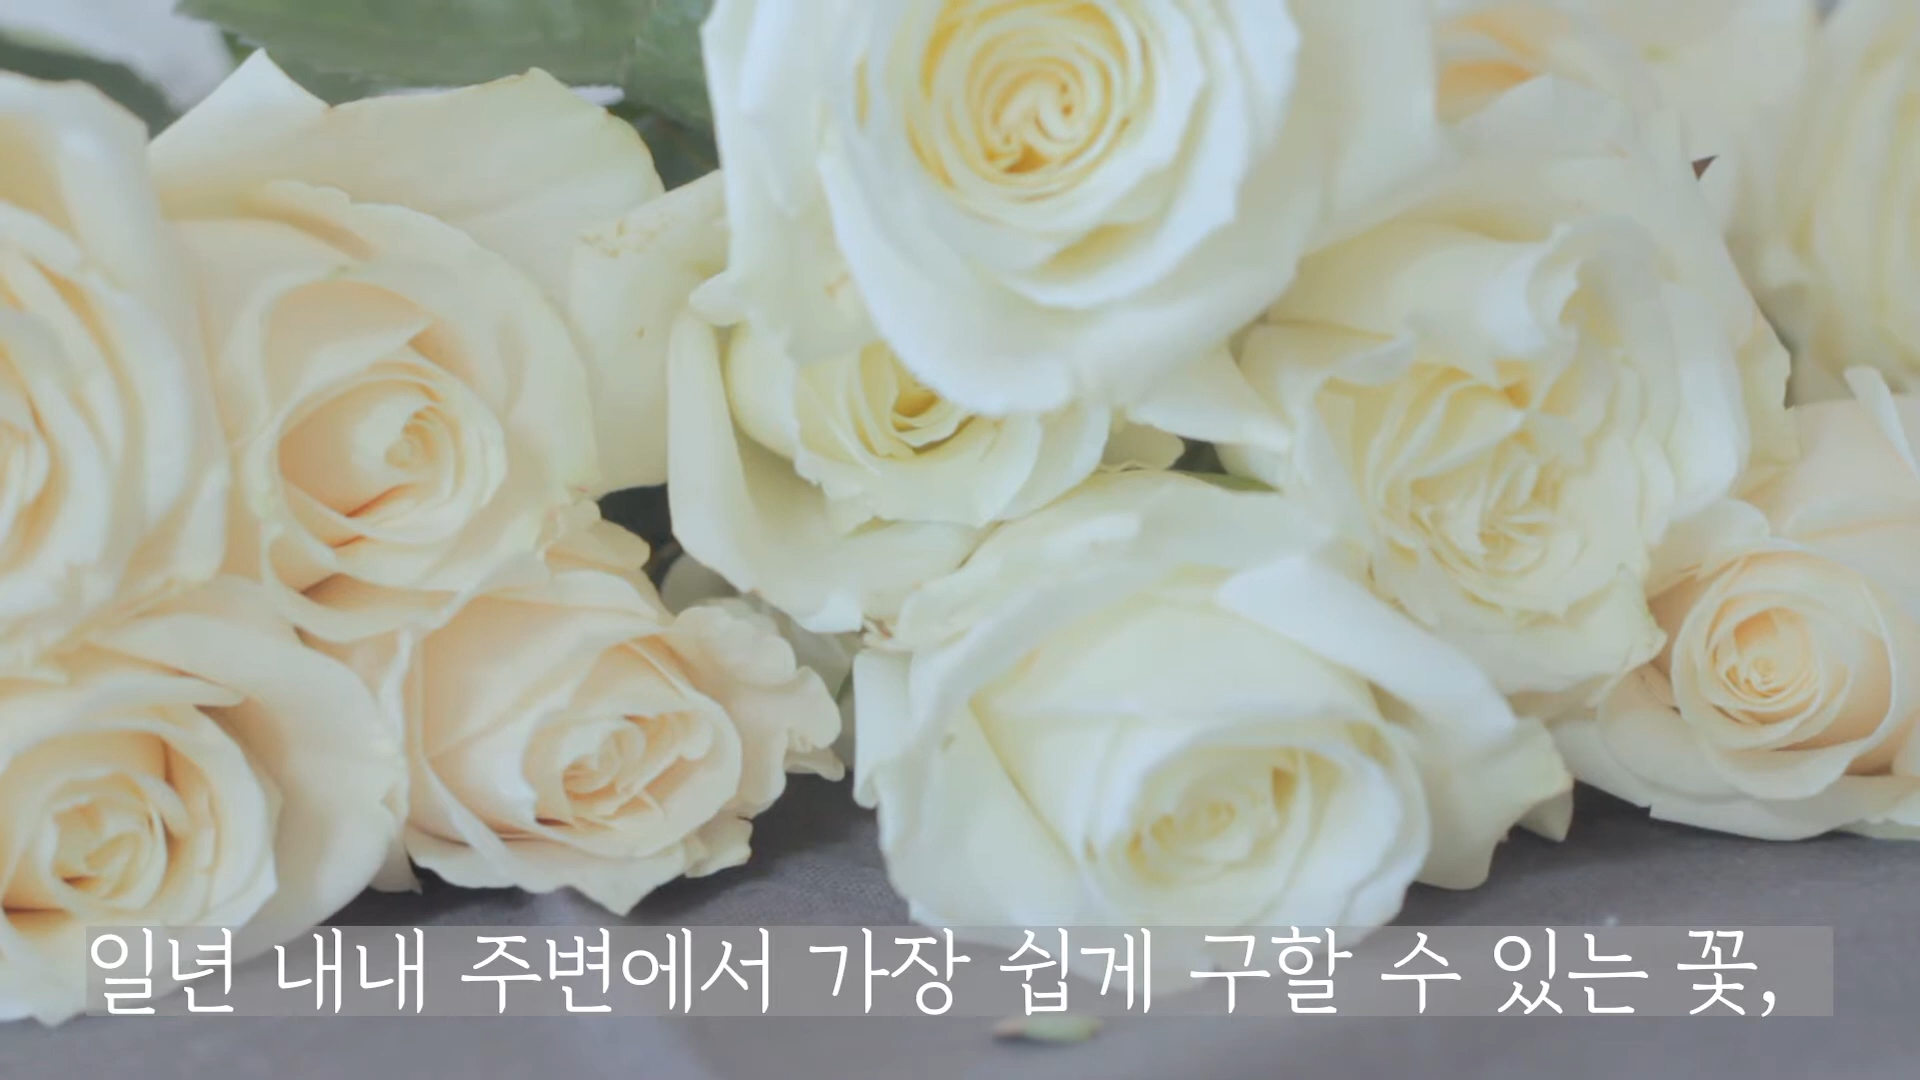 일년 내내 주변에서 가장 쉽게 구할 수 있는 꽃,